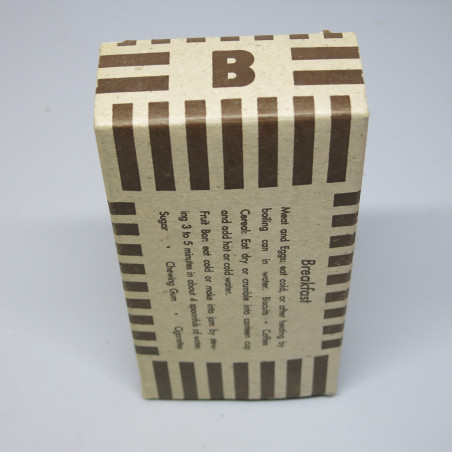 B
Breakfast
Meat and Eggs: eat cold, or after heating by
boiling can in water. Biscuits • Coffee
Cereal: Eat dry or crumble into canteen cup
and add hot or cold water.
Fruit Bar: eat cold or make into jam by stew-
ing 3 to 5 minutes in about 4 spoonfuls of water.
Sugar • Chewing Gum • Cigarettes